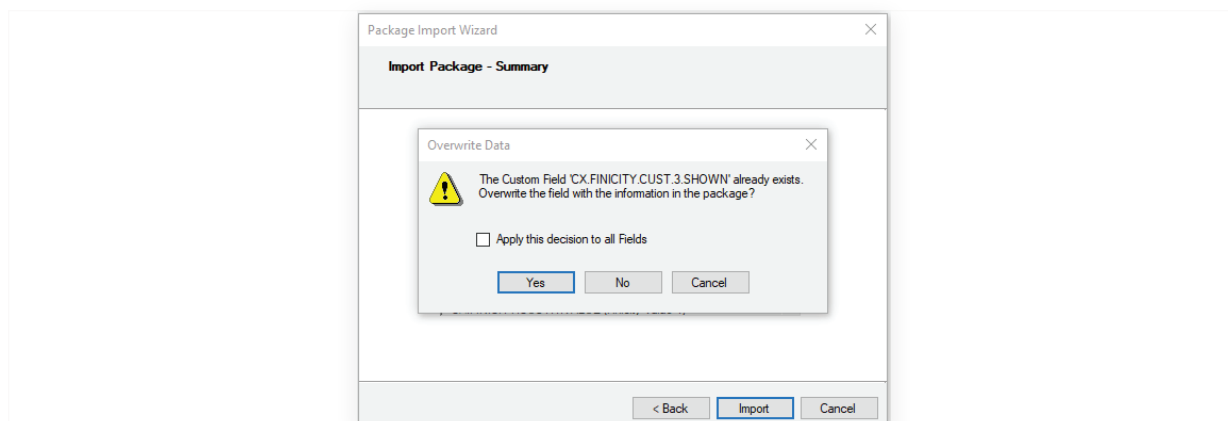 Package Import Wizard
Import Package - Summary
Overwrite Data
The Custom Field 'CX.FINICITY.CUST.3.SHOWN' already exists.
Overwrite the field with the information in the package?
Apply this decision to all Fields
Yes No Cancel
< Back Import Cancel